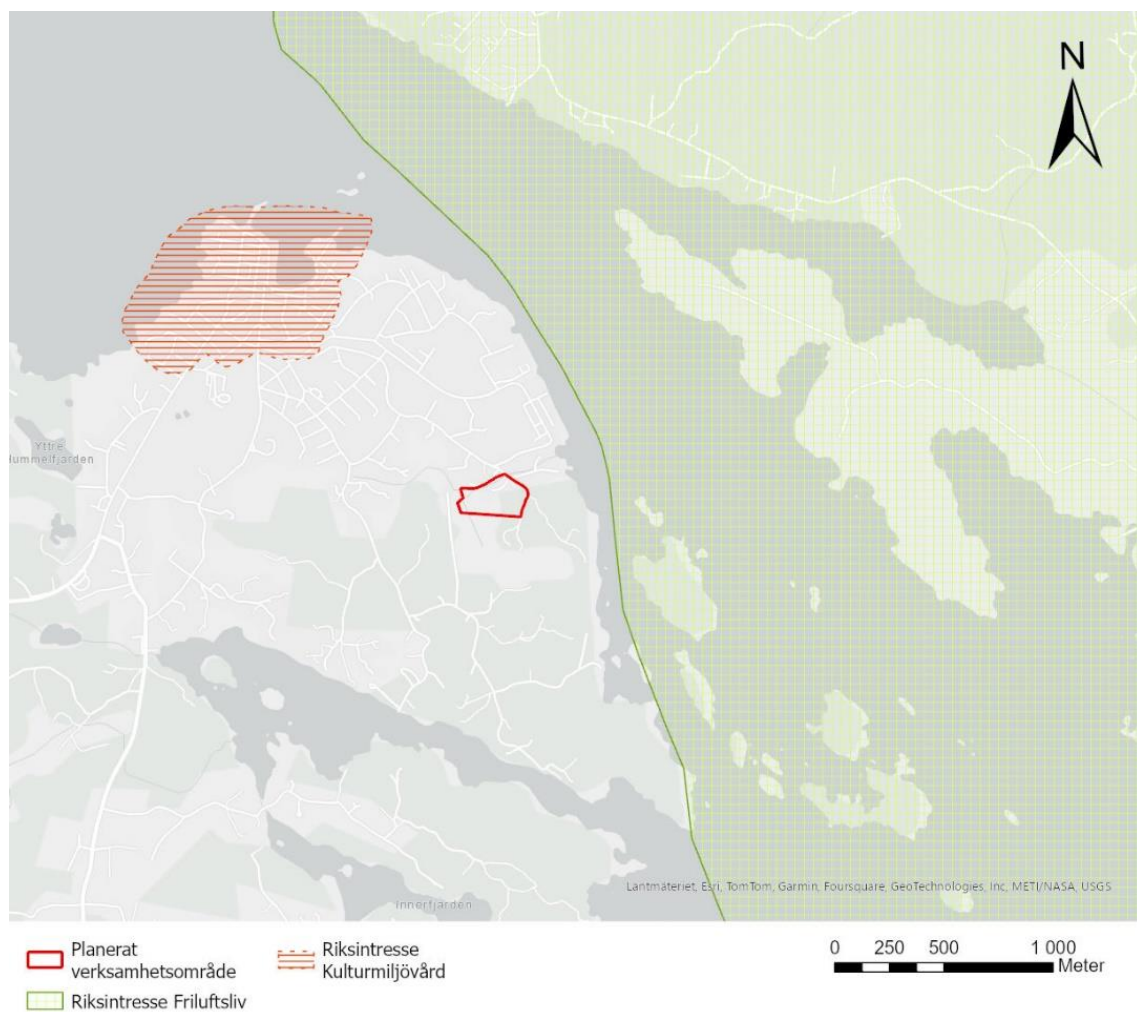 N
Yttre
Hummelfjärden
Innerfjärden
Lantmäteriet, Esri, TomTom, Garmin, Foursquare, GeoTechnologies, Inc, METI/NASA, USGS
Planerat
verksamhetsområde
Riksintresse
Kulturmiljövård
Riksintresse Friluftsliv
0 250 500 1 000
Meter